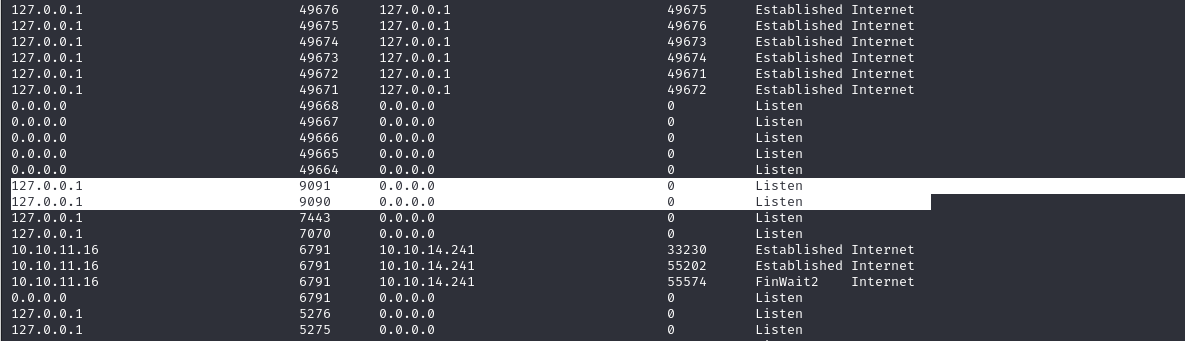 127.0.0.1 49676 127.0.0.1 49675 Established Internet
127.0.0.1 49675 127.0.0.1 49676 Established Internet
127.0.0.1 49674 127.0.0.1 49673 Established Internet
127.0.0.1 49673 127.0.0.1 49674 Established Internet
127.0.0.1 49672 127.0.0.1 49671 Established Internet
127.0.0.1 49671 127.0.0.1 49672 Established Internet
0.0.0.0 49668 0.0.0.0 0 Listen
0.0.0.0 49667 0.0.0.0 0 Listen
0.0.0.0 49666 0.0.0.0 0 Listen
0.0.0.0 49665 0.0.0.0 0 Listen
0.0.0.0 49664 0.0.0.0 0 Listen
127.0.0.1 9091 0.0.0.0 0 Listen
127.0.0.1 9090 0.0.0.0 0 Listen
127.0.0.1 7443 0.0.0.0 0 Listen
127.0.0.1 7070 0.0.0.0 0 Listen
10.10.11.16 6791 10.10.14.241 33230 Established Internet
10.10.11.16 6791 10.10.14.241 55202 Established Internet
10.10.11.16 6791 10.10.14.241 55574 FinWait2 Internet
0.0.0.0 6791 0.0.0.0 0 Listen
127.0.0.1 5276 0.0.0.0 0 Listen
127.0.0.1 5275 0.0.0.0 0 Listen